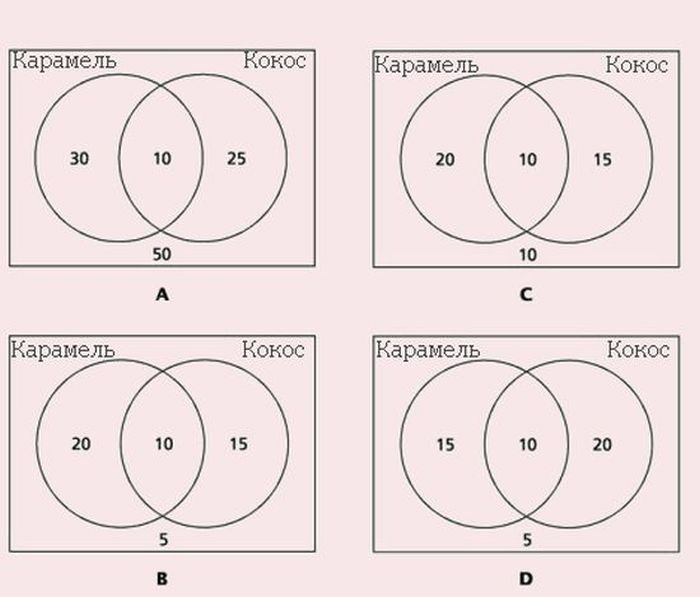 Карамель Кокос
30 10 25
50
A
Карамель Кокос
20 10 15
10
C
Карамель Кокос
20 10 15
5
B
Карамель Кокос
15 10 20
5
D